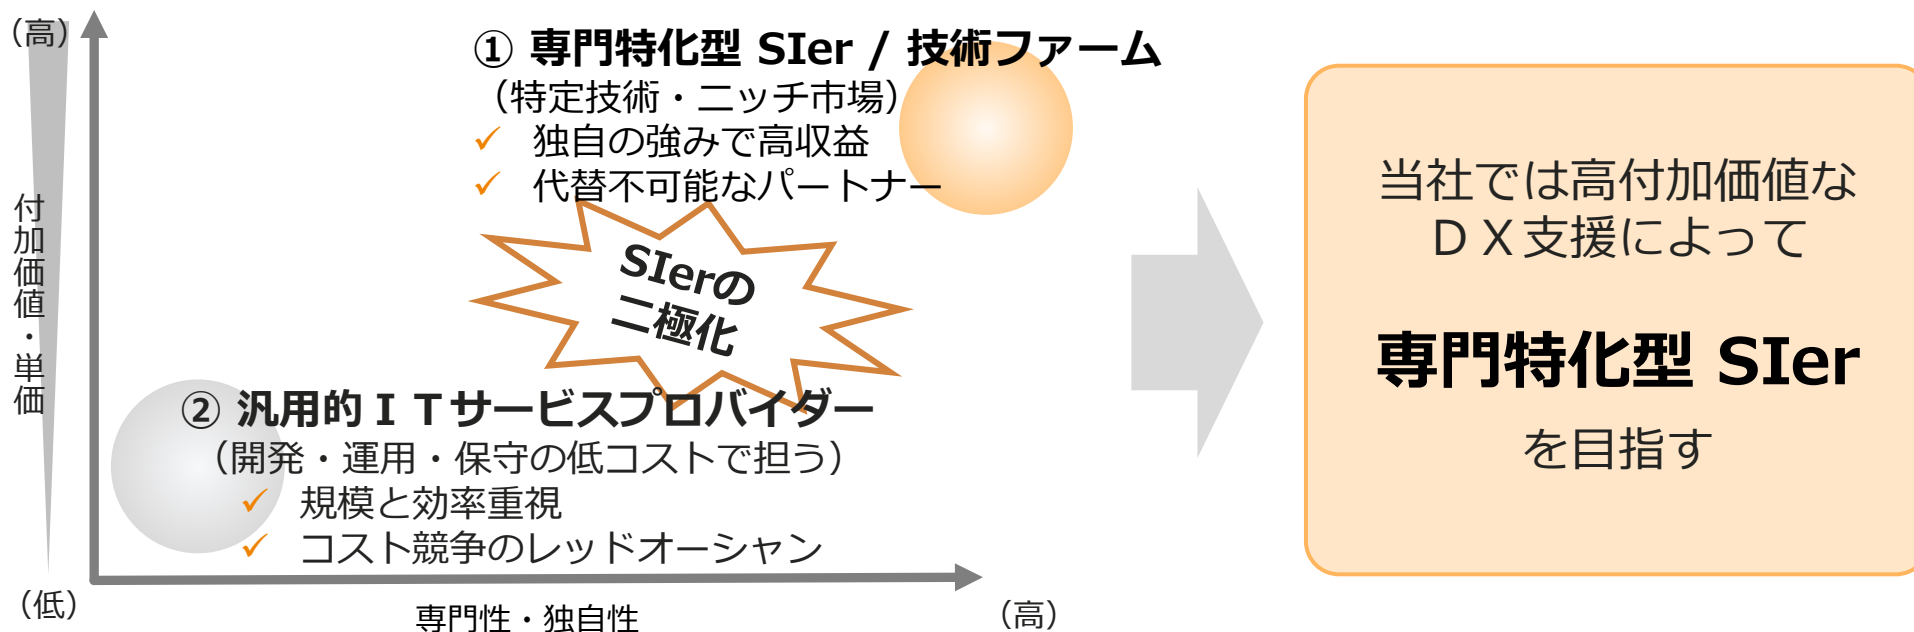 （高）
① 専門特化型 SIer / 技術ファーム
（特定技術・ニッチ市場）
✓ 独自の強みで高収益
✓ 代替不可能なパートナー
付加価値・単価
SIerの
二極化
② 汎用的ＩＴサービスプロバイダー
（開発・運用・保守の低コストで担う）
✓ 規模と効率重視
✓ コスト競争のレッドオーシャン
（低）
専門性・独自性
（高）
当社では高付加価値な
ＤＸ支援によって
専門特化型 SIer
を目指す